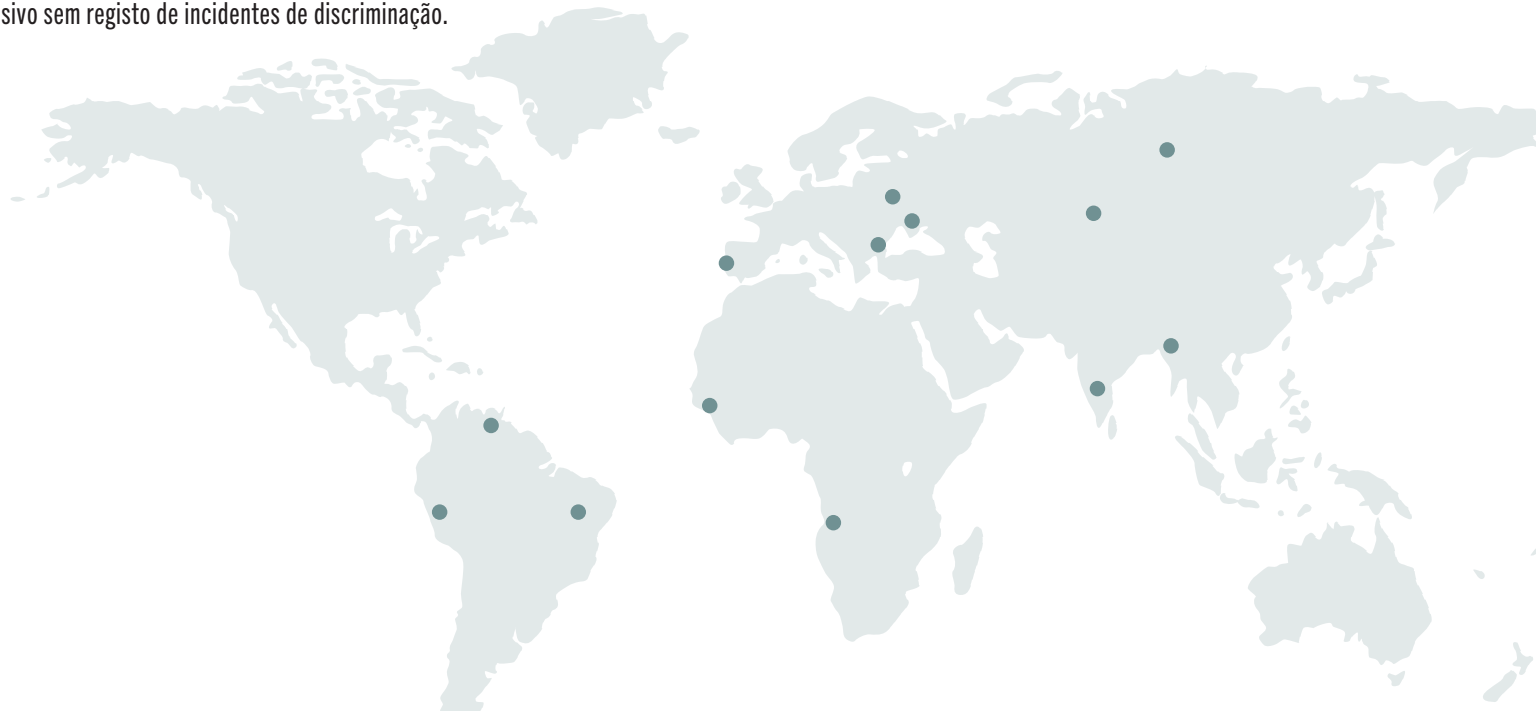 sivo sem registo de incidentes de discriminação.